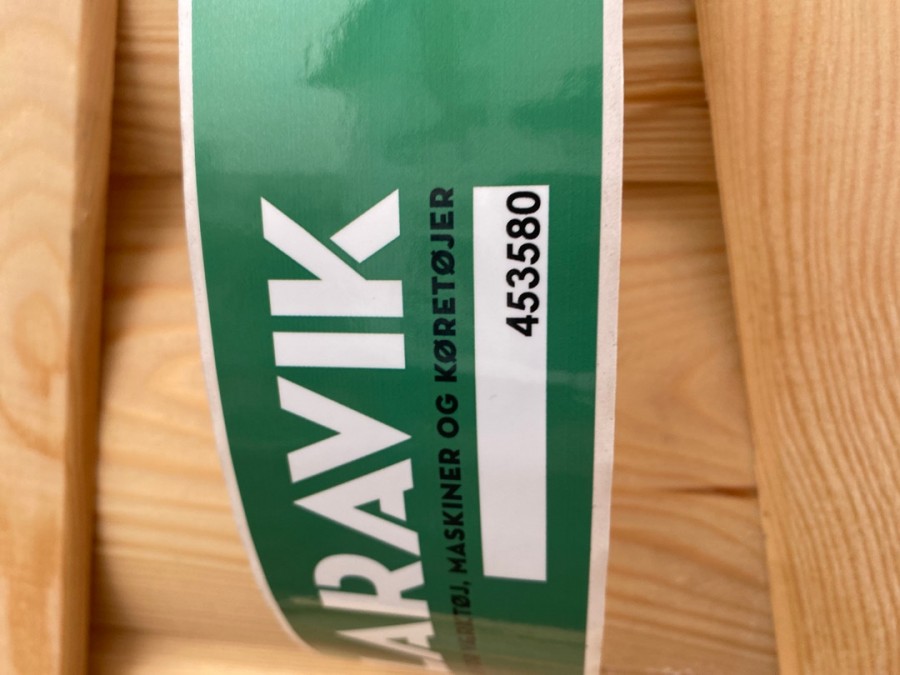 ARAVIK
MASKINER OG KØRETØJER
453580